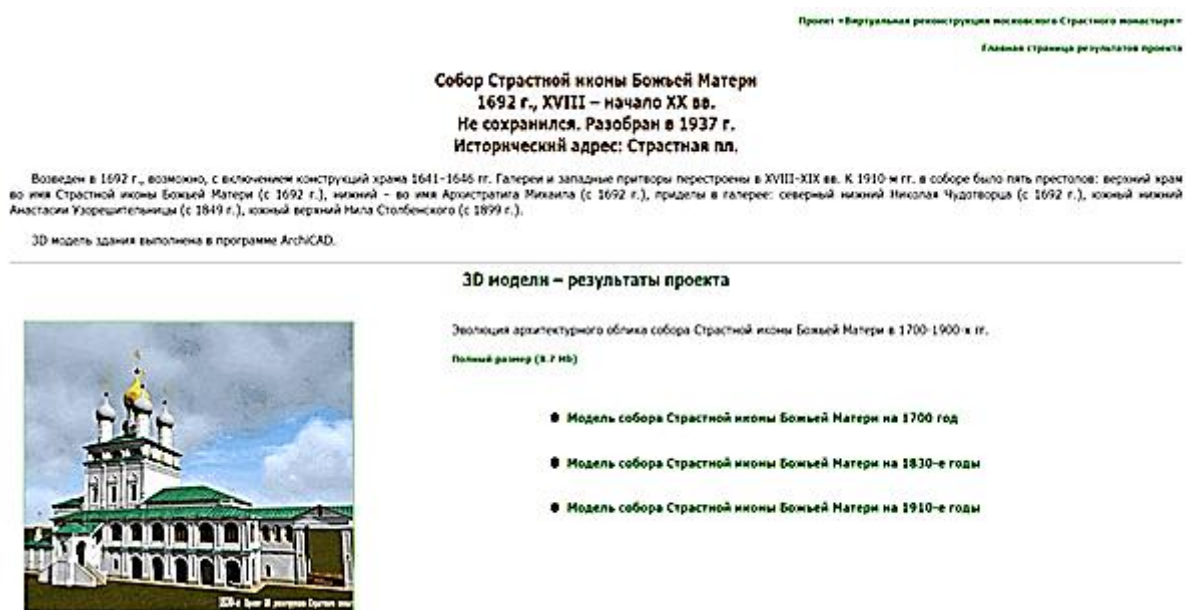 Проект «Виртуальная реконструкция московского Страстного монастыря»
Главная страница результатов проекта
Собор Страстной иконы Божьей Матери
1692 г., XVIII – начало XX вв.
Не сохранился. Разобран в 1937 г.
Исторический адрес: Страстная пл.
Возведен в 1692 г., возможно, с включением конструкций храма 1641-1646 гг. Галереи и западные притворы перестроены в XVIII-XIX вв. К 1910-м гг. в соборе было пять престолов: верхний храм
во имя Страстной иконы Божьей Матери (с 1692 г.), нижний – во имя Архистратига Михаила (с 1692 г.), приделы в галерее: северный нижний Николая Чудотворца (с 1692 г.), южный нижний
Анастасии Узорешительницы (с 1849 г.), южный верхний Нила Столбенского (с 1899 г.).
3D модель здания выполнена в программе ArchiCAD.
3D модели – результаты проекта
Эволюция архитектурного облика собора Страстной иконы Божьей Матери в 1700-1900-х гг.
Полный размер (8.7 Mb)
Модель собора Страстной иконы Божьей Матери на 1700 год
Модель собора Страстной иконы Божьей Матери на 1830-е годы
Модель собора Страстной иконы Божьей Матери на 1910-е годы